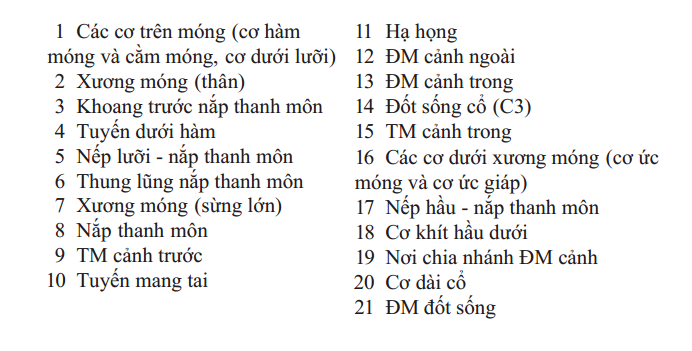 1 Các cơ trên móng (cơ hàm
móng và cằm móng, cơ dưới lưỡi)
2 Xương móng (thân)
3 Khoang trước nắp thanh môn
4 Tuyến dưới hàm
5 Nếp lưỡi - nắp thanh môn
6 Thung lũng nắp thanh môn
7 Xương móng (sừng lớn)
8 Nắp thanh môn
9 TM cảnh trước
10 Tuyến mang tai
11 Hạ họng
12 ĐM cảnh ngoài
13 ĐM cảnh trong
14 Đốt sống cổ (C3)
15 TM cảnh trong
16 Các cơ dưới xương móng (cơ ức
móng và cơ ức giáp)
17 Nếp hầu - nắp thanh môn
18 Cơ khít hầu dưới
19 Nơi chia nhánh ĐM cảnh
20 Cơ dài cổ
21 ĐM đốt sống